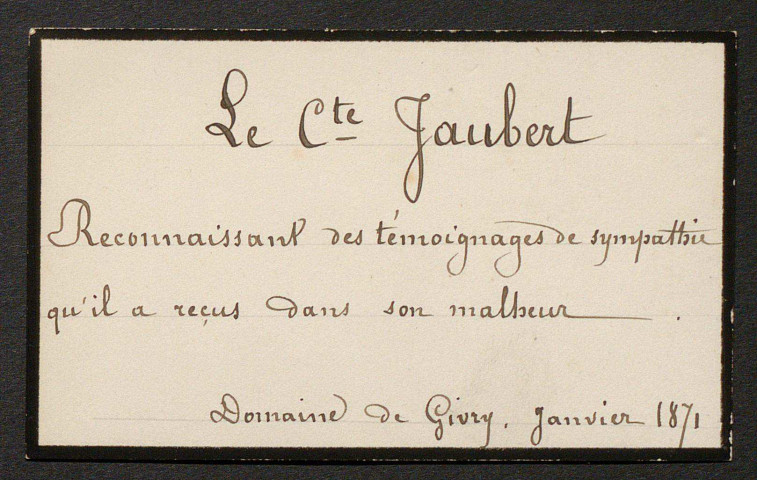 Le Cte Jaubert
Reconnaissant des témoignages de sympathie
qu'il a reçus dans son malheur.
Domaine de Givry, Janvier 1871